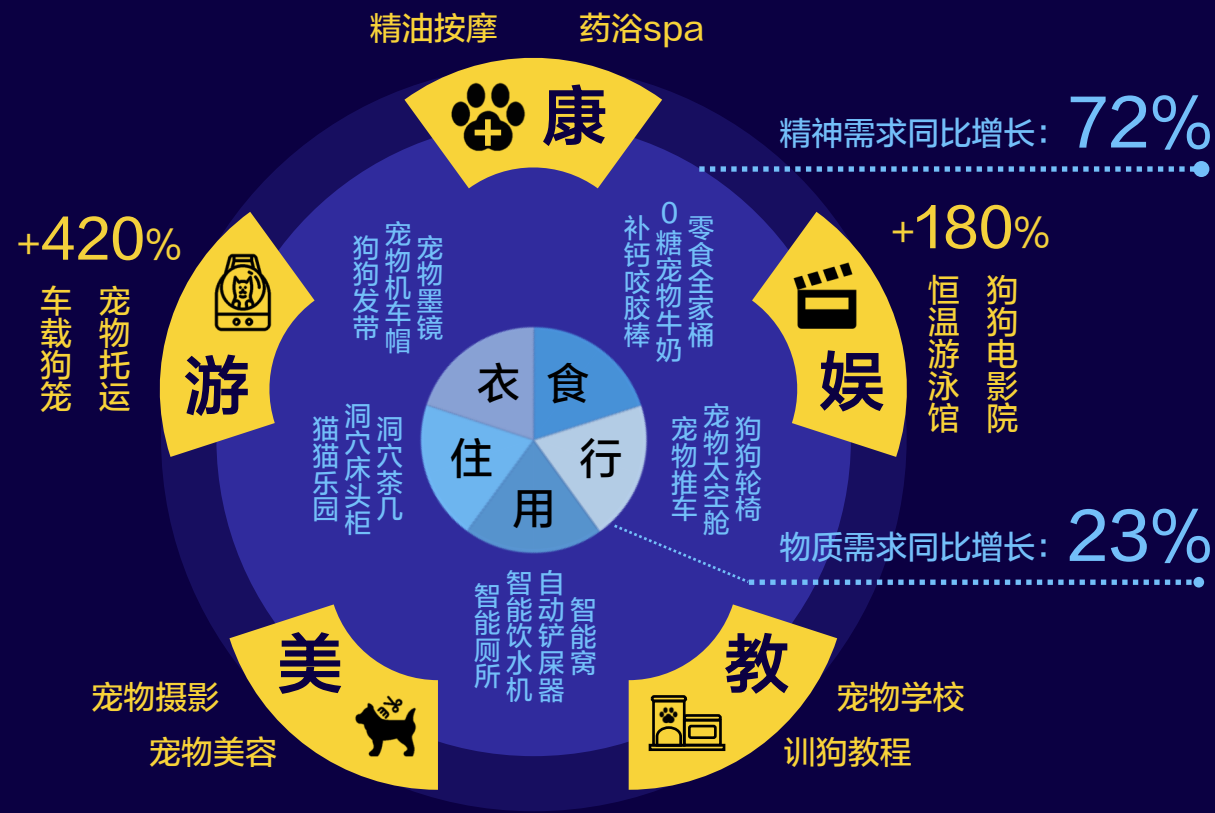 精油按摩
药浴spa
康
精神需求同比增长：72%
+420%
车载狗笼
宠物托运
游
+180%
恒温游泳馆
狗狗电影院
娱
狗狗发带
宠物机车帽
宠物墨镜
补钙咬胶棒
0糖宠物牛奶
零食全家桶
衣
食
住
行
用
猫猫乐园
洞穴床头柜
洞穴茶几
宠物推车
宠物太空舱
狗狗轮椅
物质需求同比增长：23%
智能厕所
智能饮水机
自动铲屎器
智能窝
美
宠物摄影
宠物美容
教
宠物学校
训狗教程